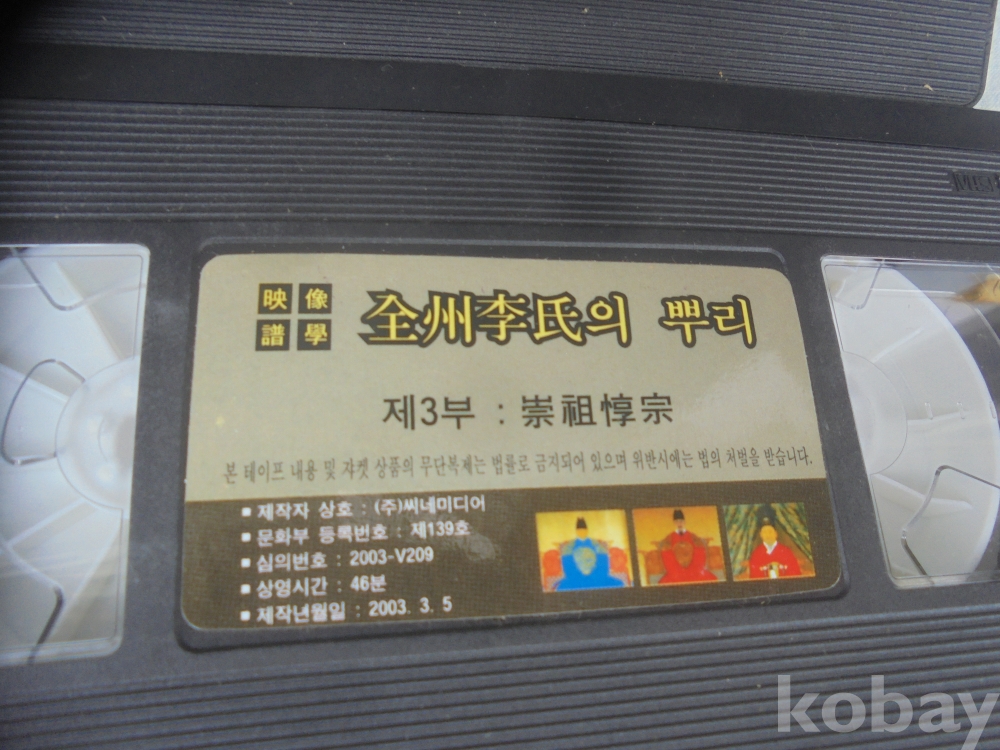 映像
譜學
全州李氏의 뿌리
제3부 : 崇祖惇宗
본 테이프 내용 및 쟈켓 상품의 무단복제는 법률로 금지되어 있으며 위반시에는 법의 처벌을 받습니다.
■ 제작자 상호 : (주)씨네미디어
■ 문화부 등록번호 : 제139호
■ 심의번호 : 2003-V209
■ 상영시간 : 46분
■ 제작년월일 : 2003. 3. 5
kobay